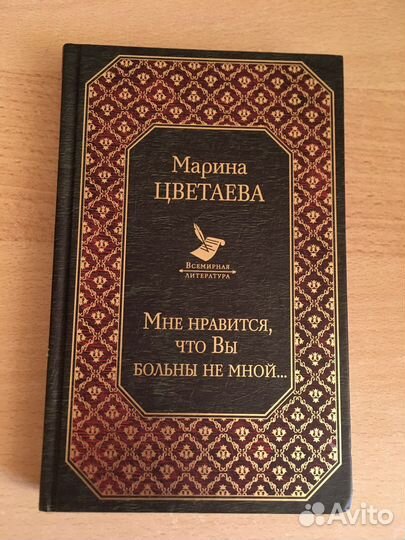 Марина
ЦВЕТАЕВА
ВСЕМИРНАЯ
ЛИТЕРАТУРА
МНЕ НРАВИТСЯ,
ЧТО ВЫ
БОЛЬНЫ НЕ МНОЙ...
Avito